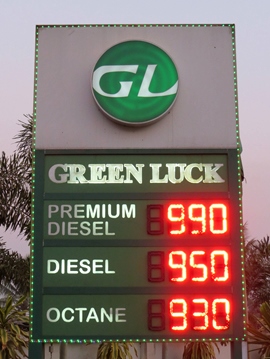 GL
GREEN LUCK
PREMIUM
DIESEL 990
DIESEL 950
OCTANE 930